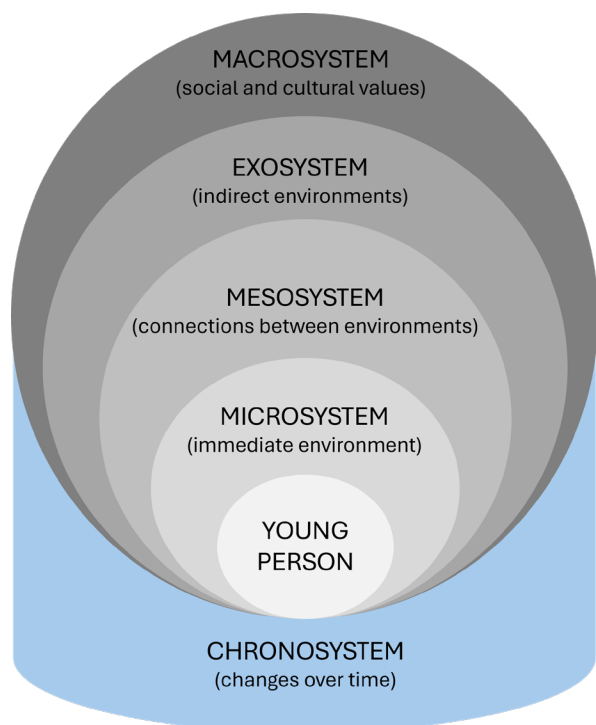 MACROSYSTEM
(social and cultural values)
EXOSYSTEM
(indirect environments)
MESOSYSTEM
(connections between environments)
MICROSYSTEM
(immediate environment)
YOUNG
PERSON
CHRONOSYSTEM
(changes over time)